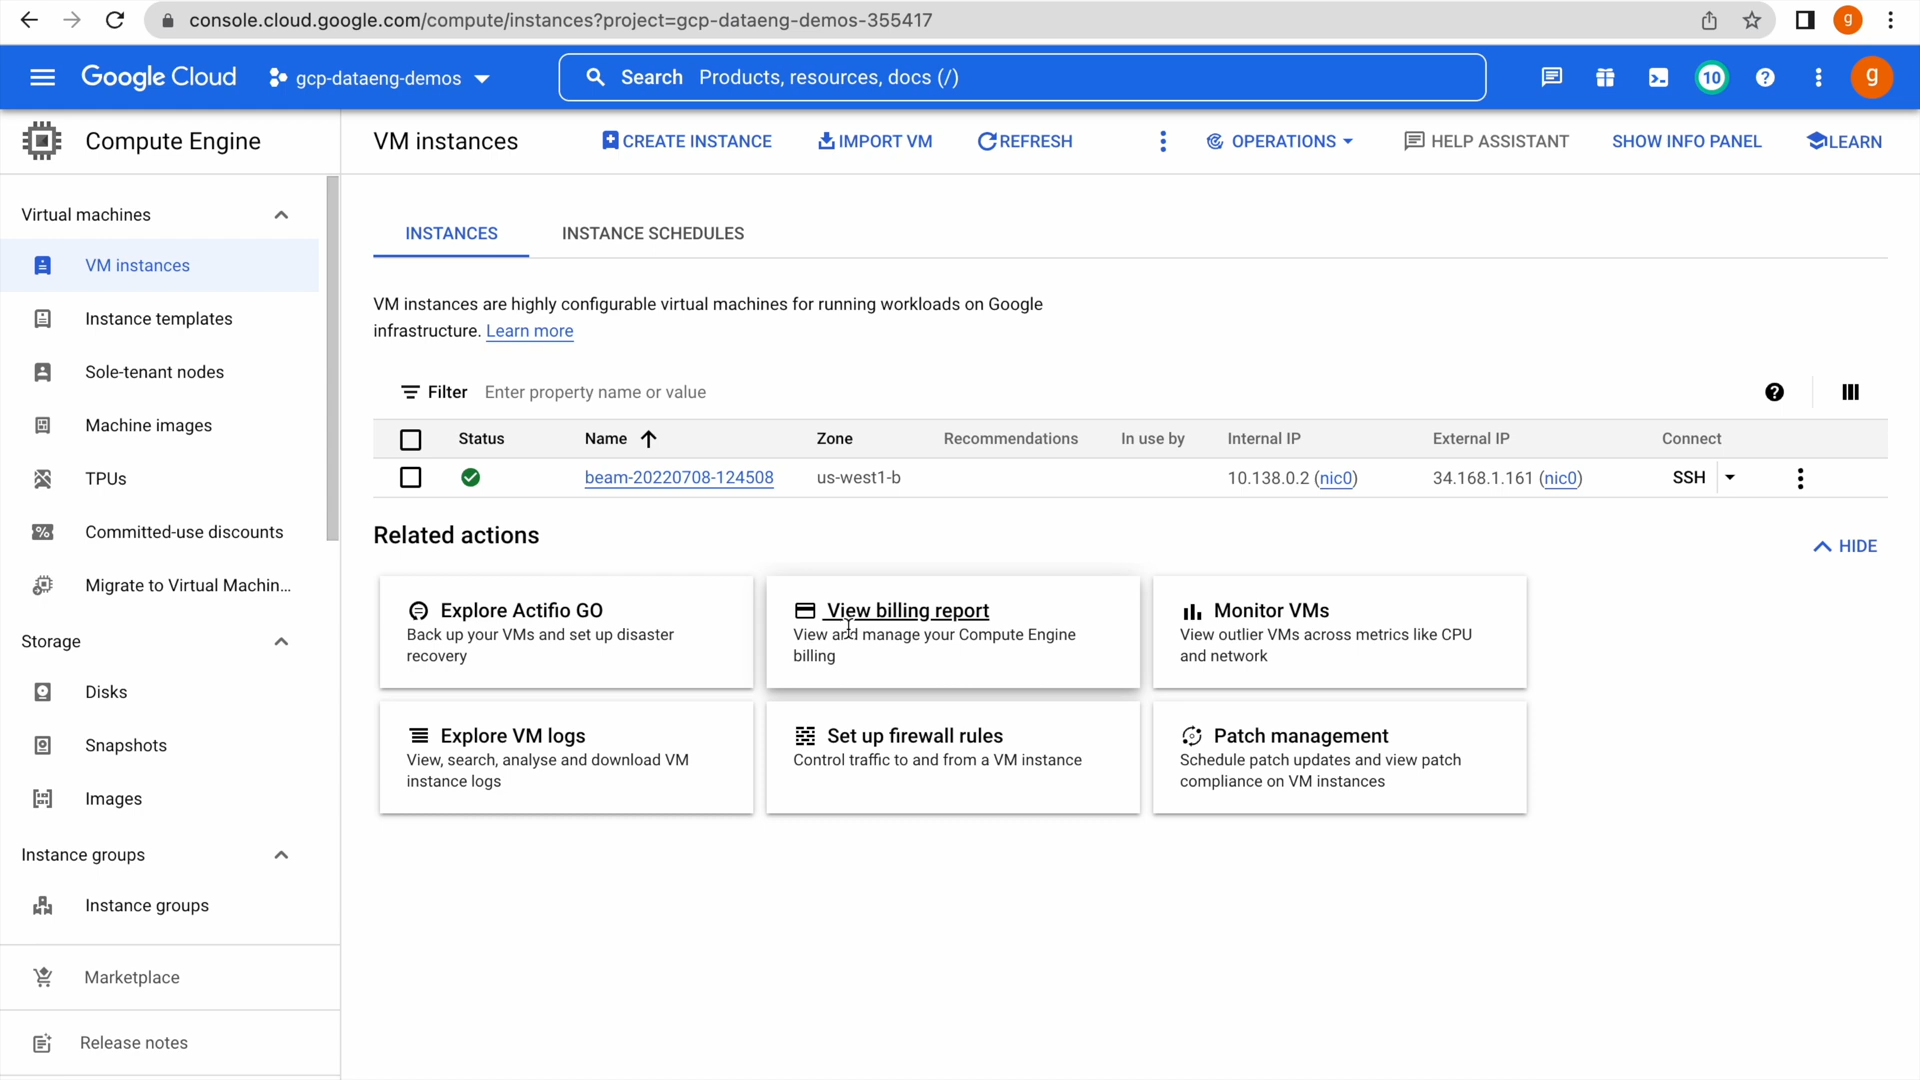 console.cloud.google.com/compute/instances?project=gcp-dataeng-demos-355417
g
Google Cloud
gcp-dataeng-demos
Search Products, resources, docs (/)
10
g
Compute Engine
VM instances
CREATE INSTANCE
IMPORT VM
REFRESH
OPERATIONS
HELP ASSISTANT
SHOW INFO PANEL
LEARN
Virtual machines
VM instances
Instance templates
Sole-tenant nodes
Machine images
TPUs
Committed-use discounts
Migrate to Virtual Machin...
Storage
Disks
Snapshots
Images
Instance groups
Instance groups
Marketplace
Release notes
INSTANCES
INSTANCE SCHEDULES
VM instances are highly configurable virtual machines for running workloads on Google
infrastructure. Learn more
Filter Enter property name or value
Status Name Zone Recommendations In use by Internal IP External IP Connect
beam-20220708-124508 us-west1-b 10.138.0.2 (nic0) 34.168.1.161 (nic0) SSH
Related actions
HIDE
Explore Actifio GO
Back up your VMs and set up disaster
recovery
View billing report
View and manage your Compute Engine
billing
Monitor VMs
View outlier VMs across metrics like CPU
and network
Explore VM logs
View, search, analyse and download VM
instance logs
Set up firewall rules
Control traffic to and from a VM instance
Patch management
Schedule patch updates and view patch
compliance on VM instances